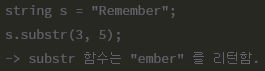 string s = "Remember";
s.substr(3, 5);
-> substr 함수는 "ember" 를 리턴함.